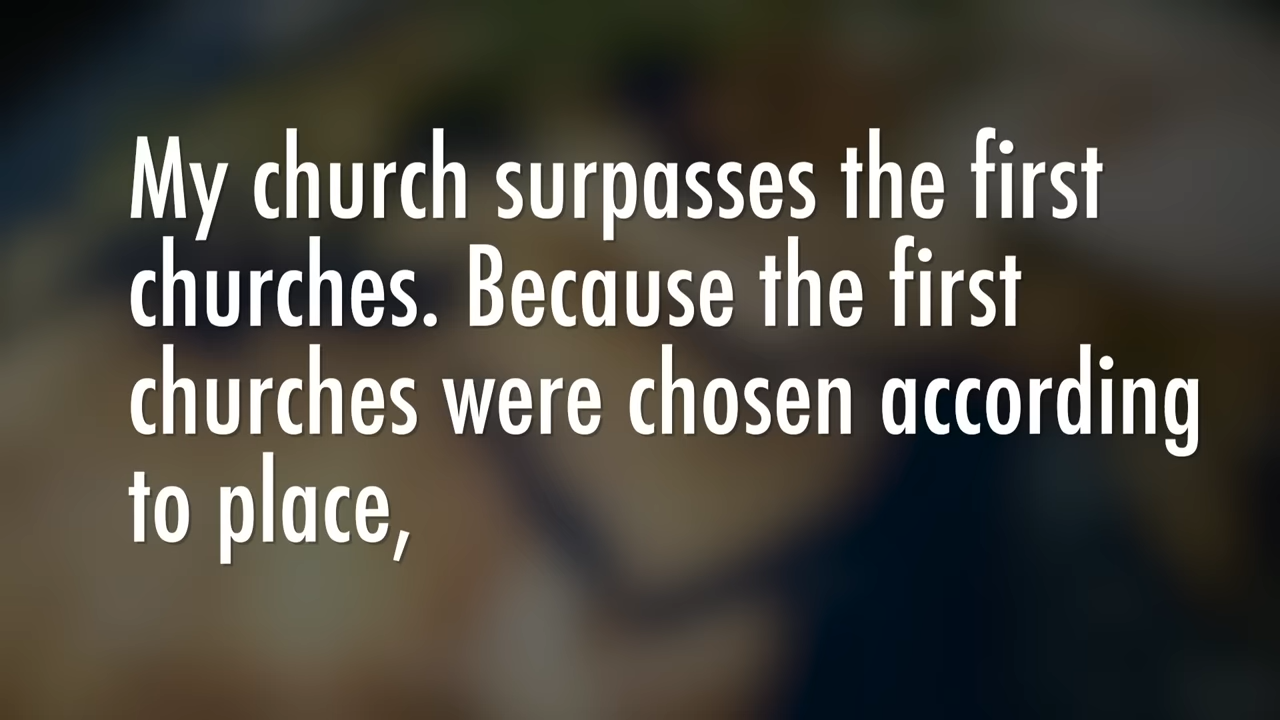 My church surpasses the first
churches. Because the first
churches were chosen according
to place,